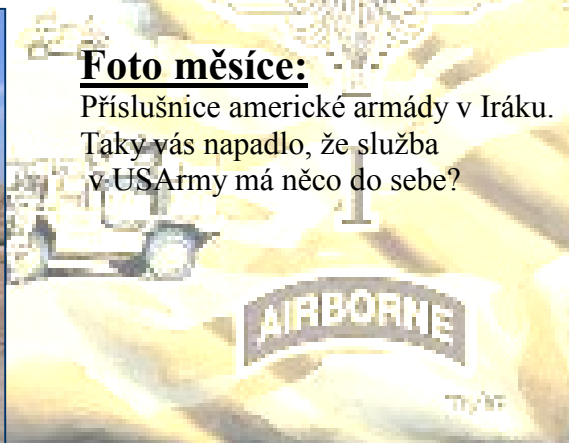 Foto měsíce:
Příslušnice americké armády v Iráku.
Taky vás napadlo, že služba
v USArmy má něco do sebe?
AIRBORNE